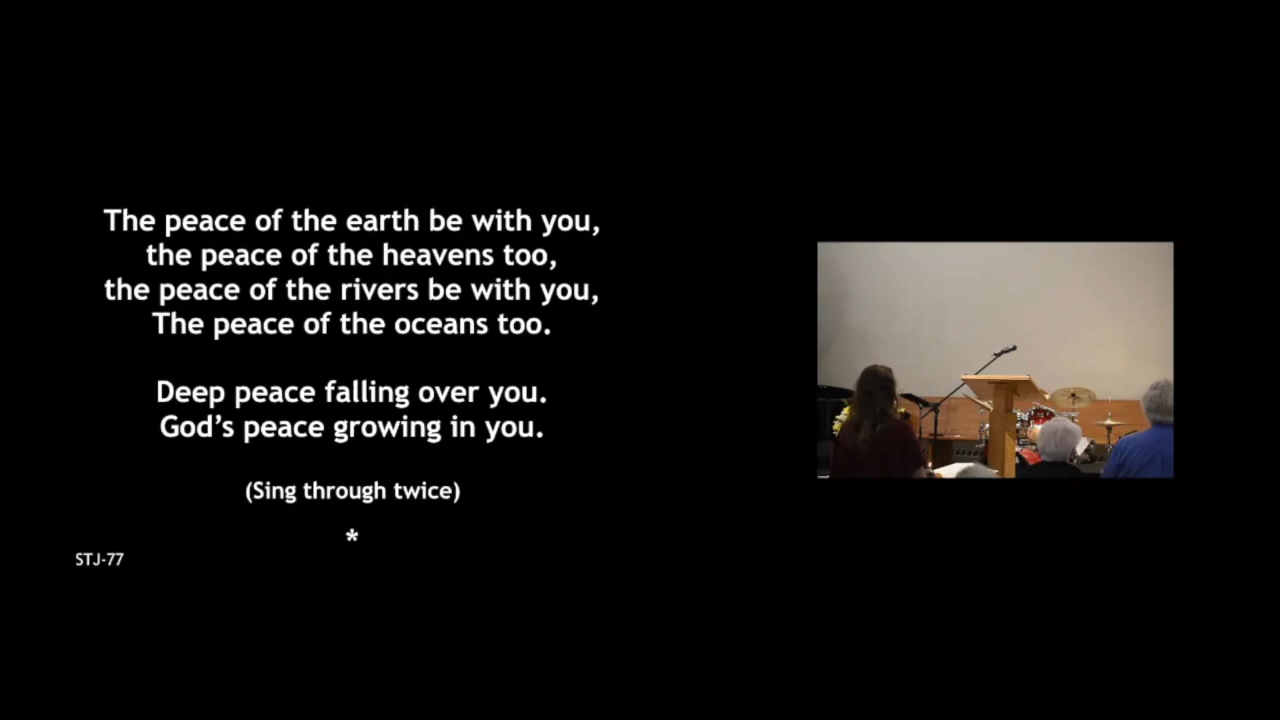 The peace of the earth be with you,
the peace of the heavens too,
the peace of the rivers be with you,
The peace of the oceans too.
Deep peace falling over you.
God’s peace growing in you.
(Sing through twice)
*
STJ-77